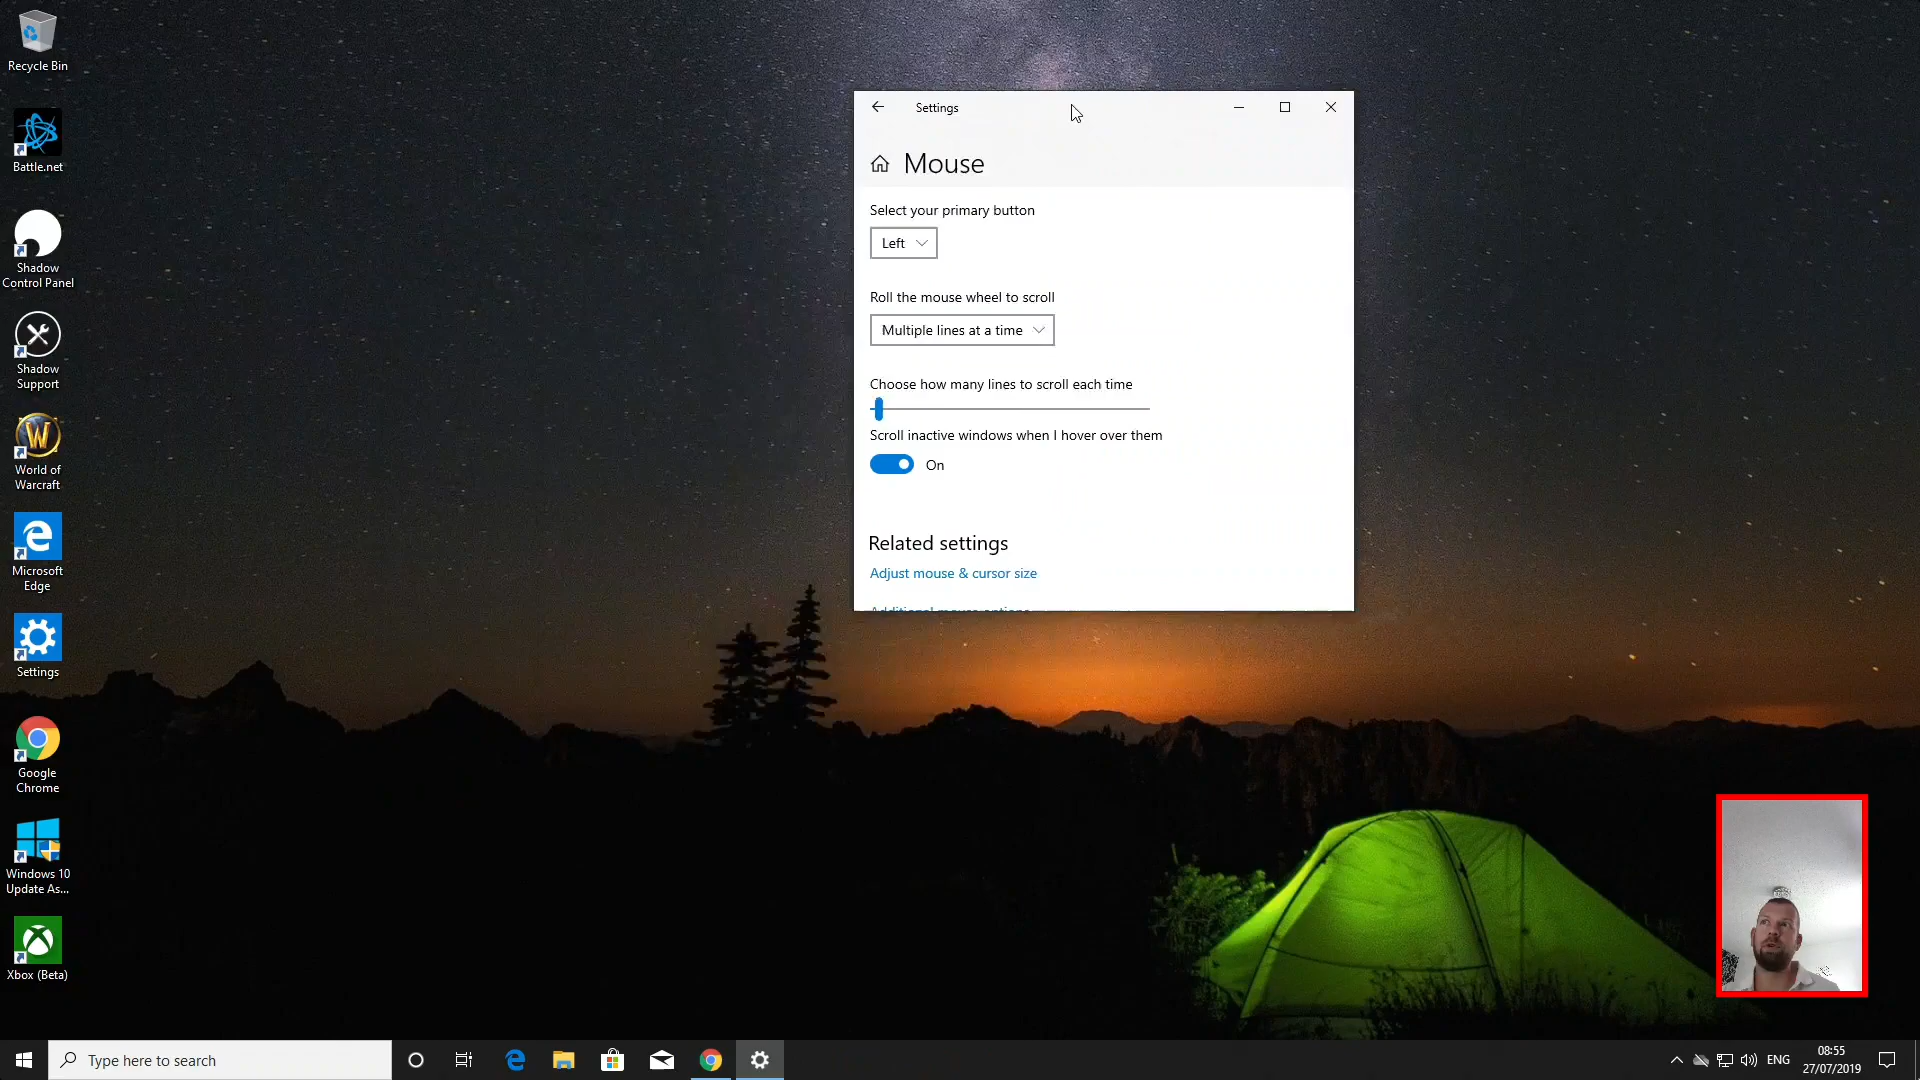 Recycle Bin
Battle.net
Shadow
Control Panel
Shadow
Support
World of
Warcraft
Microsoft
Edge
Settings
Google
Chrome
Windows 10
Update As...
Xbox (Beta)
Settings
Mouse
Select your primary button
Left
Roll the mouse wheel to scroll
Multiple lines at a time
Choose how many lines to scroll each time
Scroll inactive windows when I hover over them
On
Related settings
Adjust mouse & cursor size
Additional mouse options
Type here to search
ENG
08:55
27/07/2019